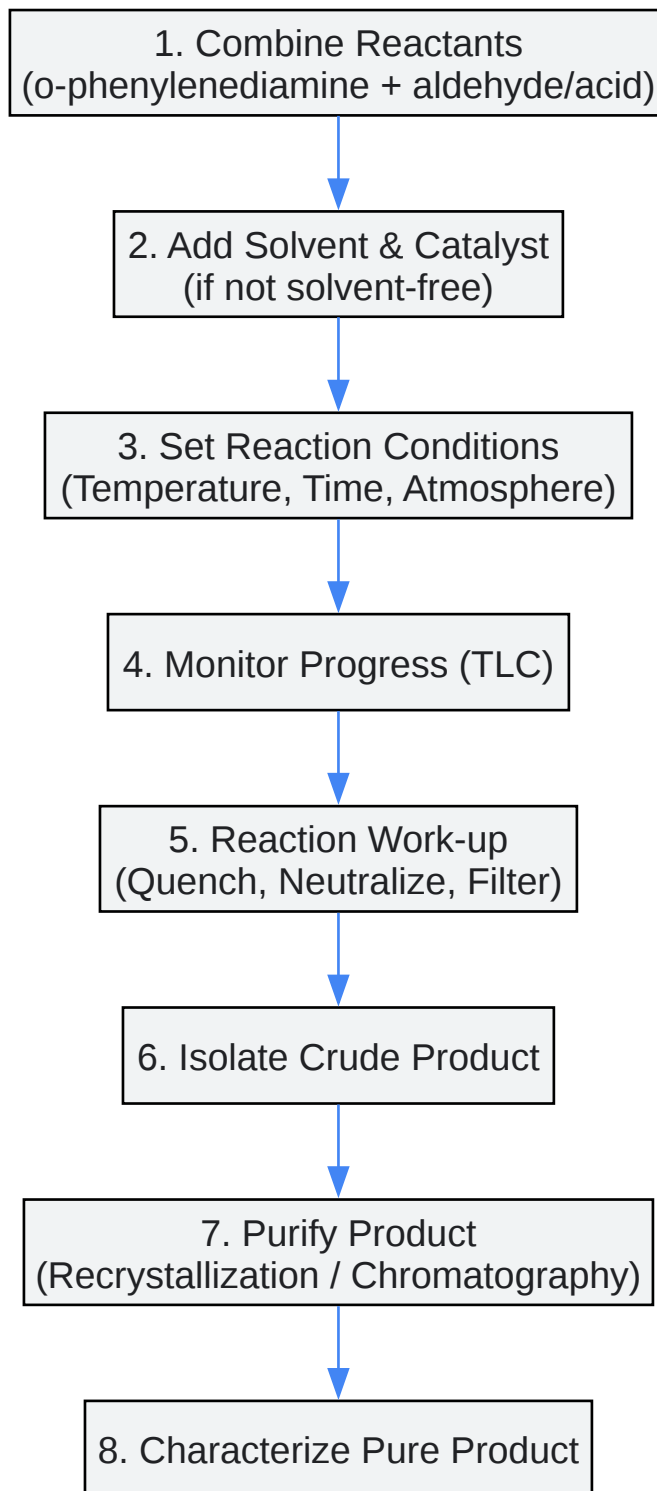 1. Combine Reactants
(o-phenylenediamine + aldehyde/acid)
2. Add Solvent & Catalyst
(if not solvent-free)
3. Set Reaction Conditions
(Temperature, Time, Atmosphere)
4. Monitor Progress (TLC)
5. Reaction Work-up
(Quench, Neutralize, Filter)
6. Isolate Crude Product
7. Purify Product
(Recrystallization / Chromatography)
8. Characterize Pure Product